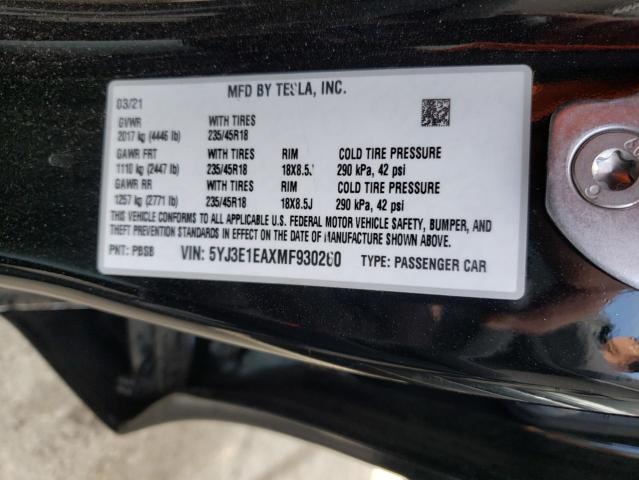 MFD BY TESLA, INC.
03/21
GVWR WITH TIRES
2017 kg (4446 lb) 235/45R18
GAWR FRT WITH TIRES RIM COLD TIRE PRESSURE
1110 kg (2447 lb) 235/45R18 18X8.5J 290 kPa, 42 psi
GAWR RR WITH TIRES RIM COLD TIRE PRESSURE
1257 kg (2771 lb) 235/45R18 18X8.5J 290 kPa, 42 psi
THIS VEHICLE CONFORMS TO ALL APPLICABLE U.S. FEDERAL MOTOR VEHICLE SAFETY, BUMPER, AND
THEFT PREVENTION STANDARDS IN EFFECT ON THE DATE OF MANUFACTURE SHOWN ABOVE.
PNT: PBSB VIN: 5YJ3E1EAXMF930260 TYPE: PASSENGER CAR